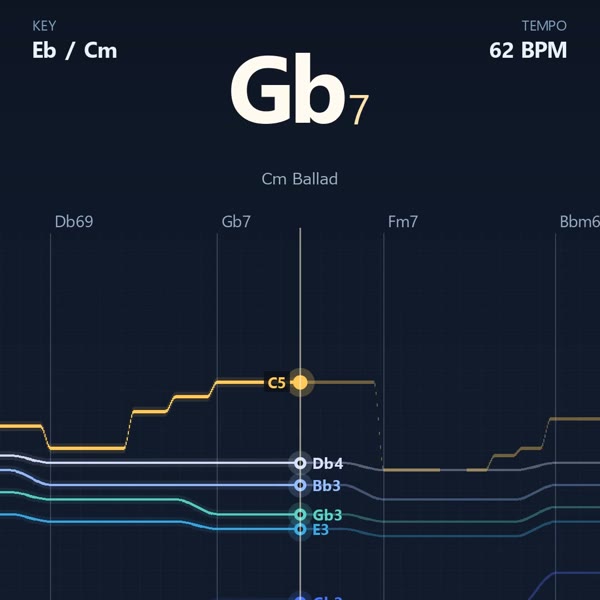 KEY
Eb / Cm
TEMPO
62 BPM
Gb7
Cm Ballad
Db69
Gb7
Fm7
Bbm6
C5
Db4
Bb3
Gb3
E3